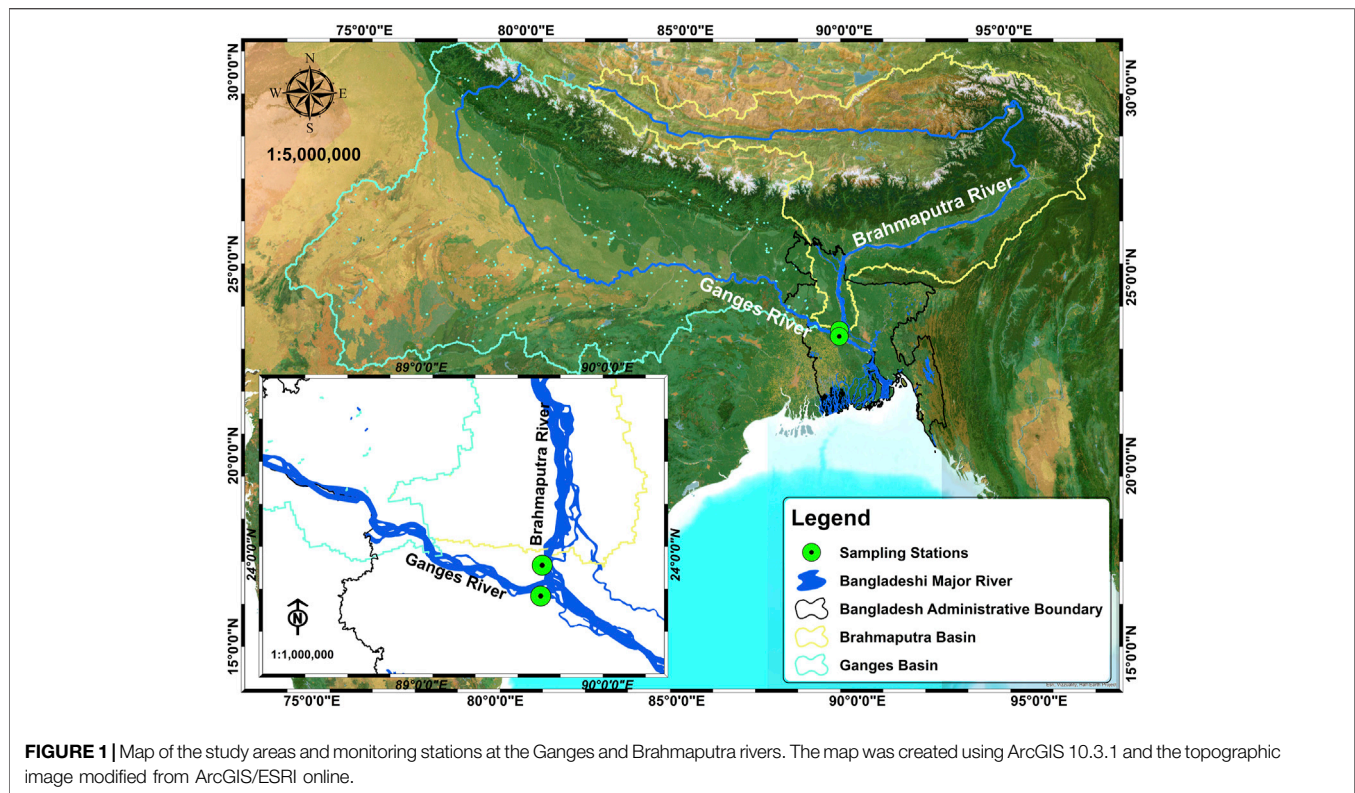 75°0'0"E 80°0'0"E 85°0'0"E 90°0'0"E 95°0'0"E
30°0'0"N
30°0'0"N
N
W E
S
1:5,000,000
Brahmaputra River
25°0'0"N
25°0'0"N
Ganges River
89°0'0"E 90°0'0"E
20°0'0"N
20°0'0"N
Brahmaputra River
24°0'0"N
24°0'0"N
Ganges River
N
1:1,000,000
89°0'0"E 90°0'0"E
15°0'0"N
15°0'0"N
Legend
Sampling Stations
Bangladeshi Major River
Bangladesh Administrative Boundary
Brahmaputra Basin
Ganges Basin
75°0'0"E 80°0'0"E 85°0'0"E 90°0'0"E 95°0'0"E
FIGURE 1 | Map of the study areas and monitoring stations at the Ganges and Brahmaputra rivers. The map was created using ArcGIS 10.3.1 and the topographic
image modified from ArcGIS/ESRI online.